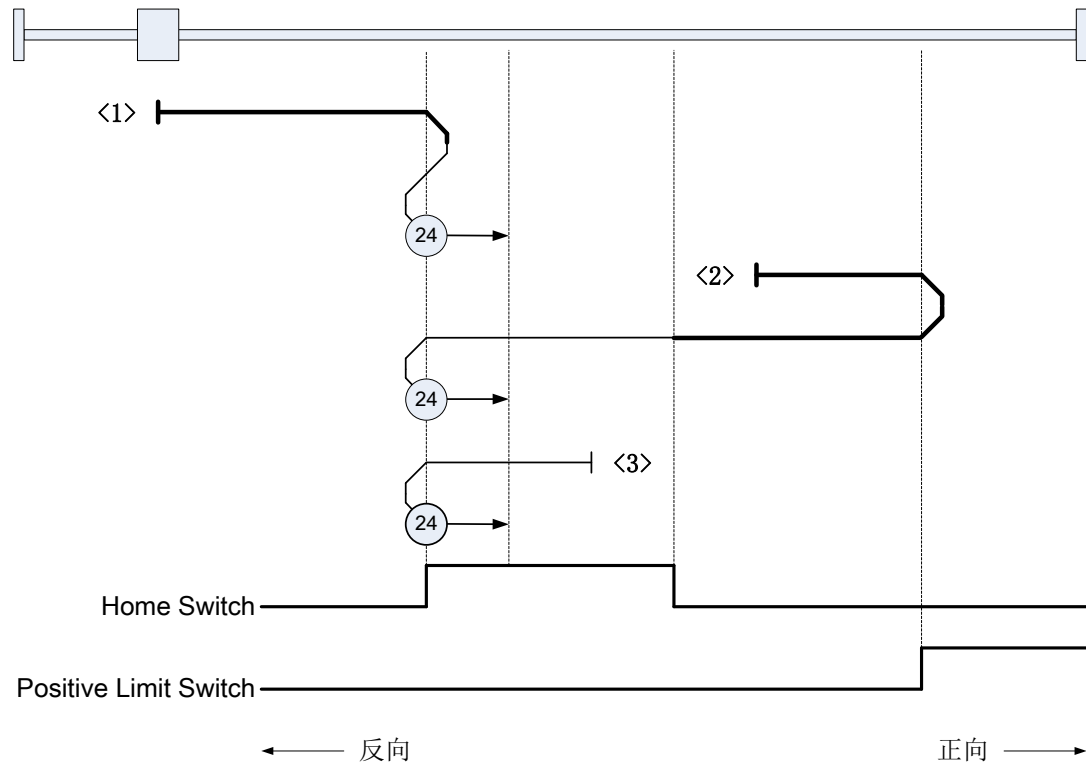 〈1〉
24
〈2〉
24
〈3〉
24
Home Switch
Positive Limit Switch
反向
正向